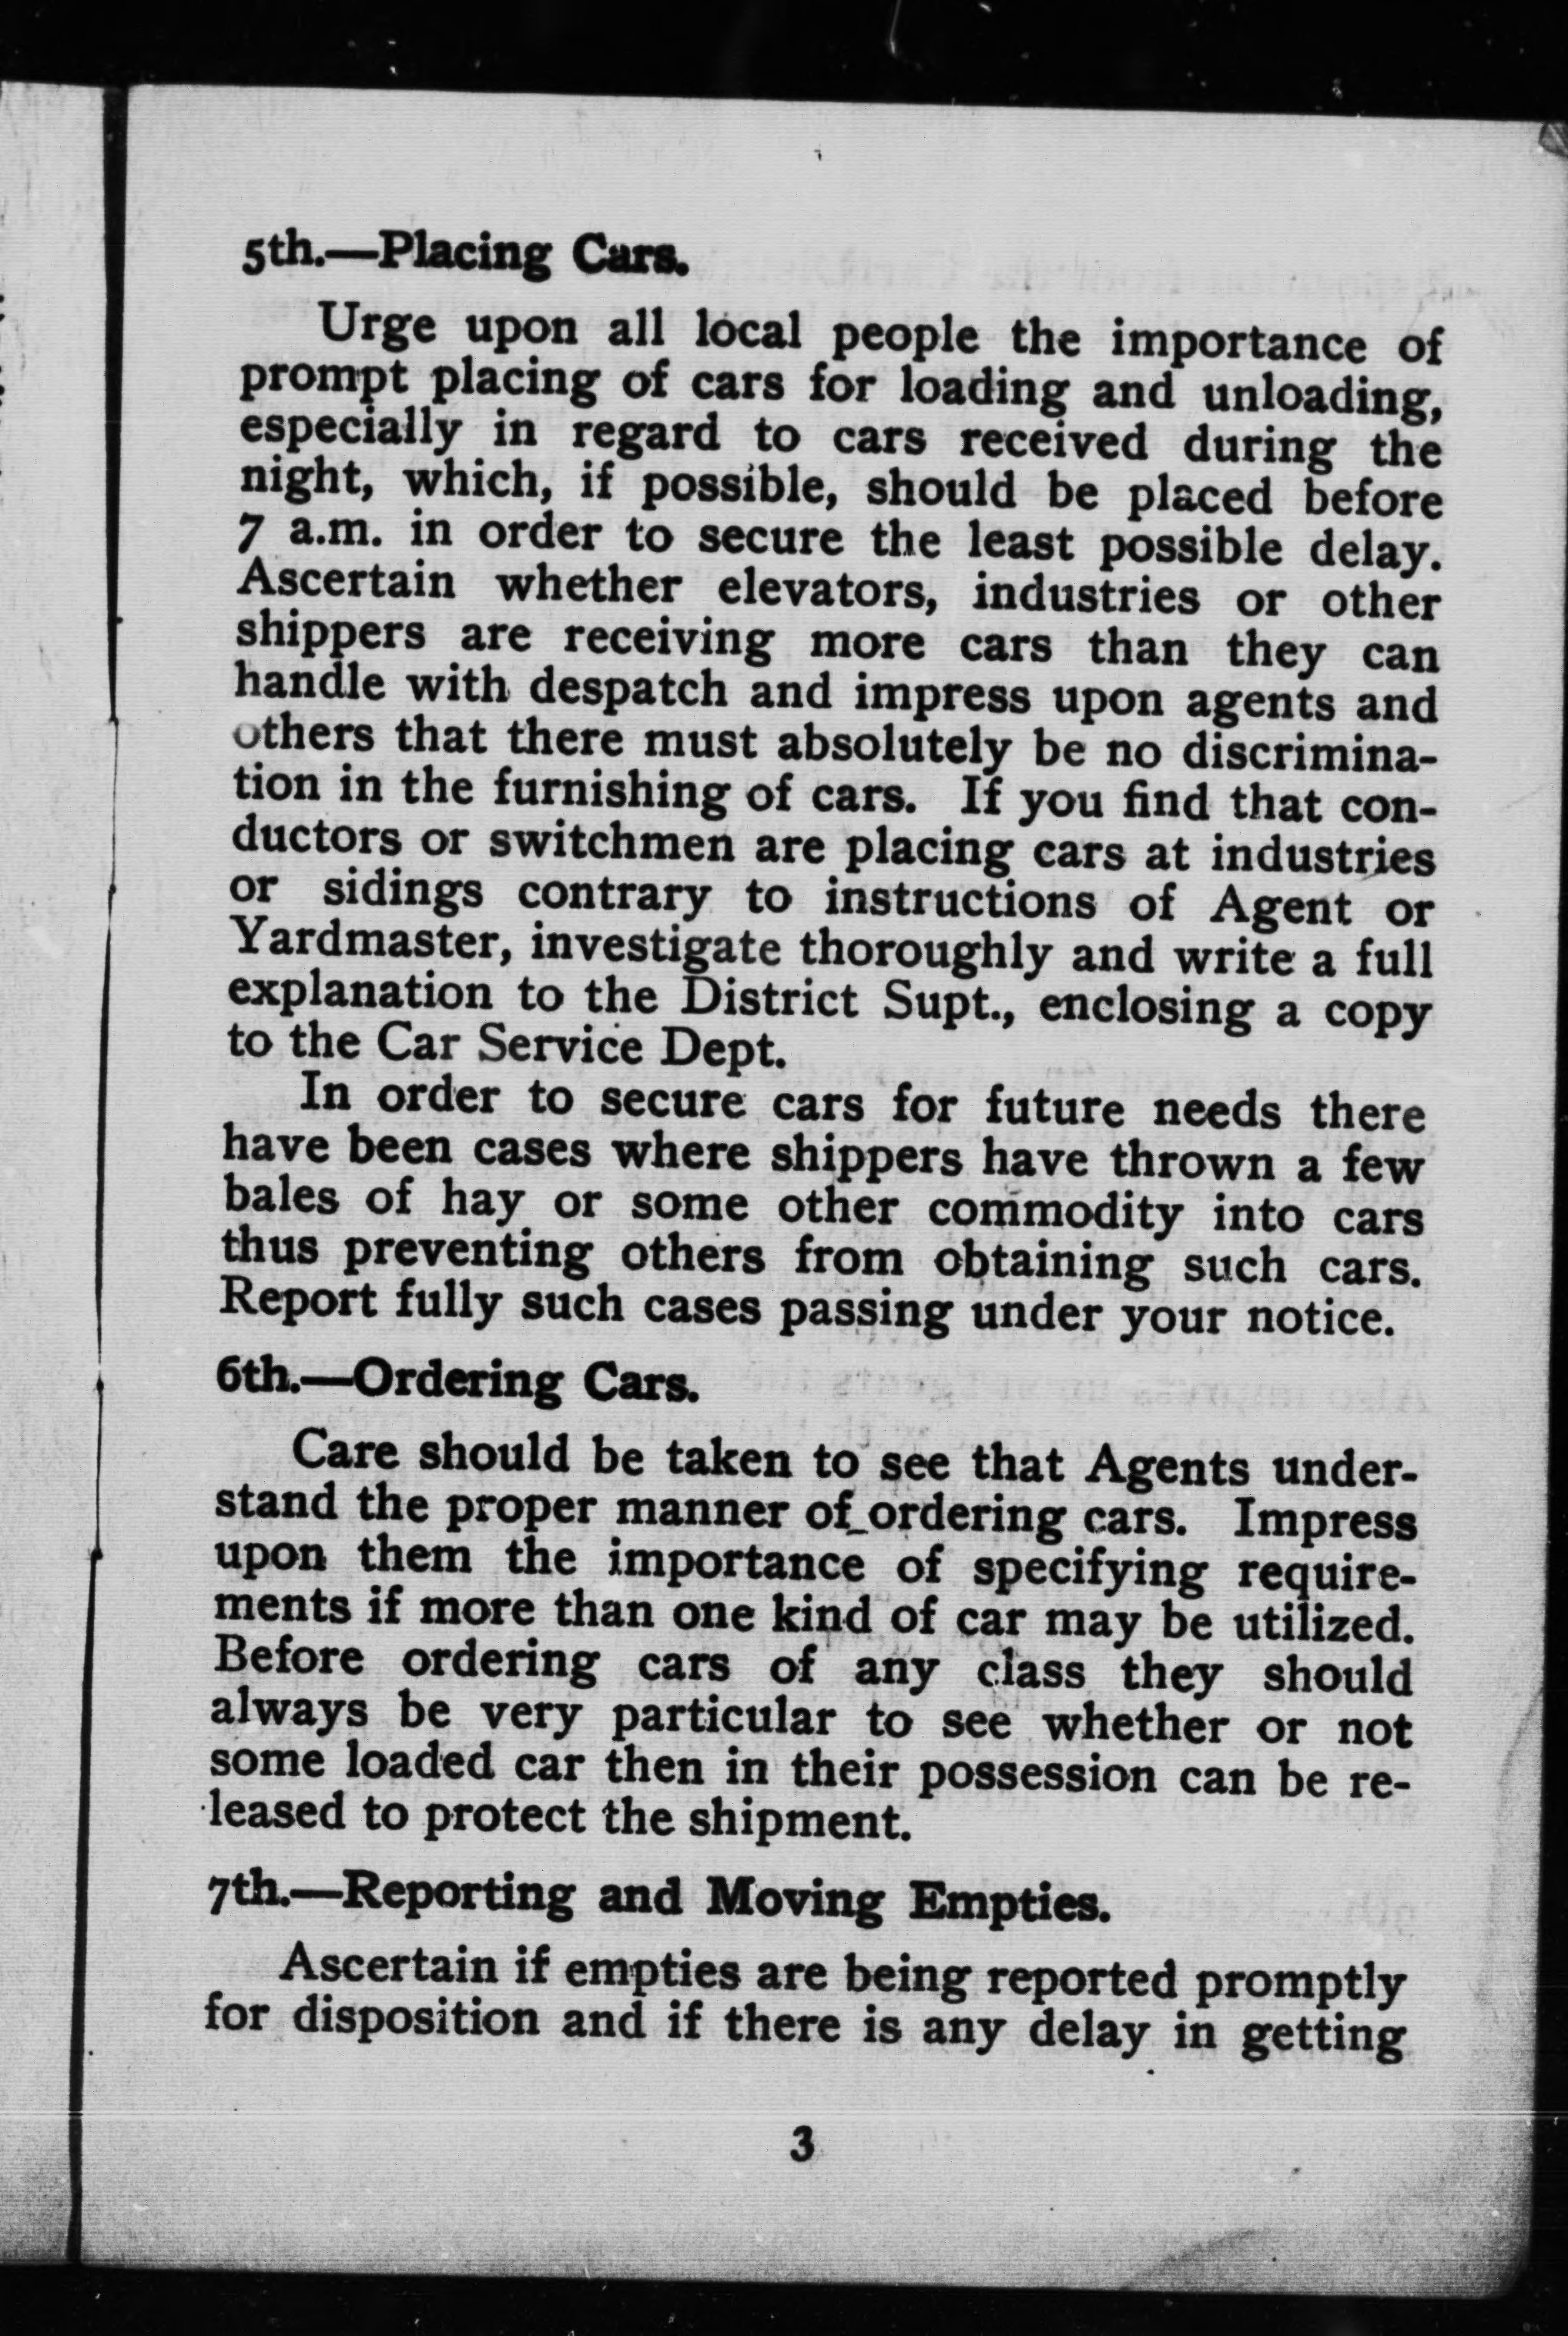 5th.—Placing Cars.
Urge upon all local people the importance of
prompt placing of cars for loading and unloading,
especially in regard to cars received during the
night, which, if possible, should be placed before
7 a.m. in order to secure the least possible delay.
Ascertain whether elevators, industries or other
shippers are receiving more cars than they can
handle with despatch and impress upon agents and
others that there must absolutely be no discrimina-
tion in the furnishing of cars. If you find that con-
ductors or switchmen are placing cars at industries
or sidings contrary to instructions of Agent or
Yardmaster, investigate thoroughly and write a full
explanation to the District Supt., enclosing a copy
to the Car Service Dept.
In order to secure cars for future needs there
have been cases where shippers have thrown a few
bales of hay or some other commodity into cars
thus preventing others from obtaining such cars.
Report fully such cases passing under your notice.
6th.—Ordering Cars.
Care should be taken to see that Agents under-
stand the proper manner of ordering cars. Impress
upon them the importance of specifying require-
ments if more than one kind of car may be utilized.
Before ordering cars of any class they should
always be very particular to see whether or not
some loaded car then in their possession can be re-
leased to protect the shipment.
7th.—Reporting and Moving Empties.
Ascertain if empties are being reported promptly
for disposition and if there is any delay in getting
3